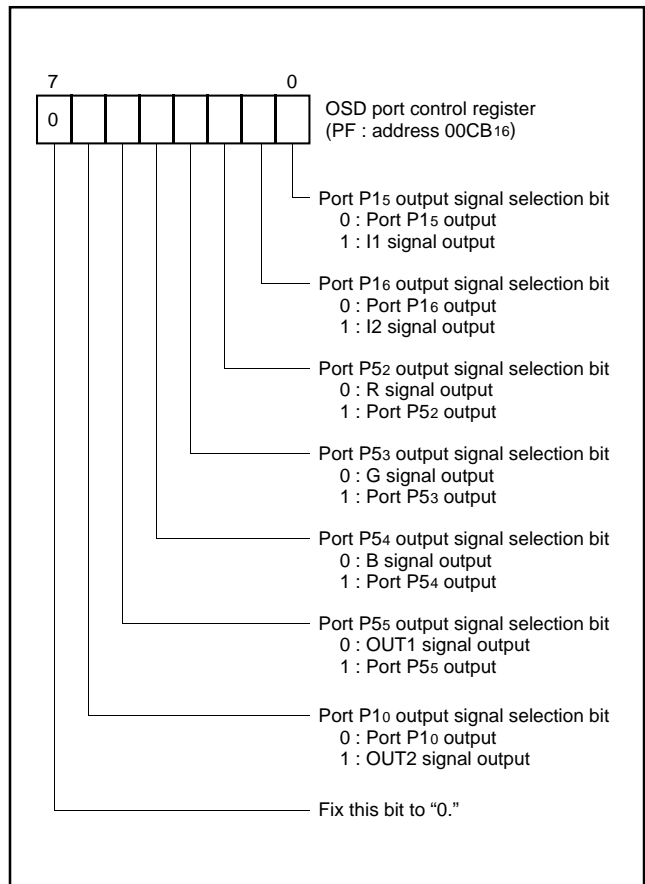 7 0
0
OSD port control register
(PF : address 00CB16)
Port P15 output signal selection bit
0 : Port P15 output
1 : I1 signal output
Port P16 output signal selection bit
0 : Port P16 output
1 : I2 signal output
Port P52 output signal selection bit
0 : R signal output
1 : Port P52 output
Port P53 output signal selection bit
0 : G signal output
1 : Port P53 output
Port P54 output signal selection bit
0 : B signal output
1 : Port P54 output
Port P55 output signal selection bit
0 : OUT1 signal output
1 : Port P55 output
Port P10 output signal selection bit
0 : Port P10 output
1 : OUT2 signal output
Fix this bit to “0.”